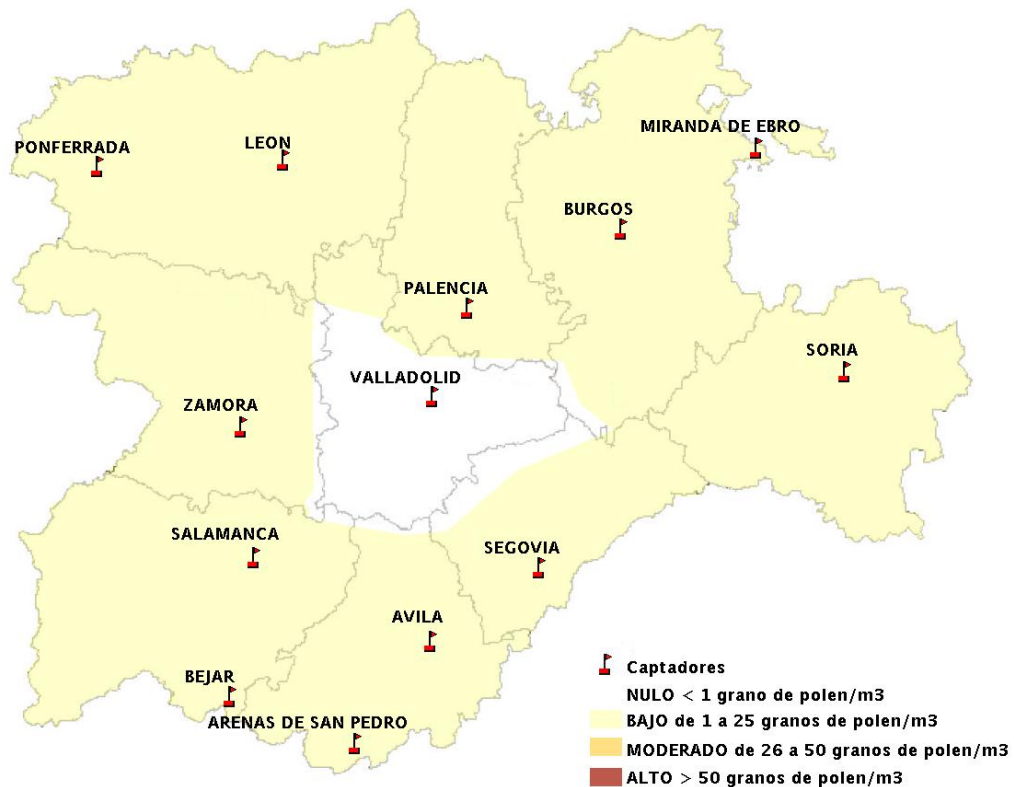 MIRANDA DE EBRO
PONFERRADA
LEON
BURGOS
PALENCIA
SORIA
VALLADOLID
ZAMORA
SALAMANCA
SEGOVIA
AVILA
BEJAR
ARENAS DE SAN PEDRO
Captadores
NULO < 1 grano de polen/m3
BAJO de 1 a 25 granos de polen/m3
MODERADO de 26 a 50 granos de polen/m3
ALTO > 50 granos de polen/m3